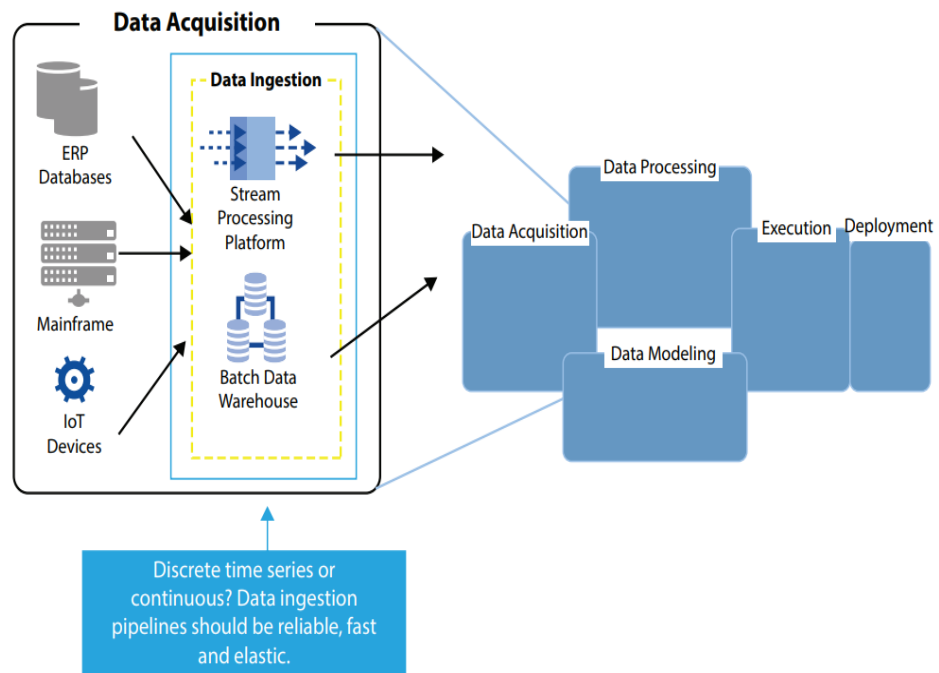 Data Acquisition
Data Ingestion
ERP
Databases
Stream
Processing
Platform
Mainframe
Batch Data
Warehouse
IoT
Devices
Data Processing
Data Acquisition
Execution
Deployment
Data Modeling
Discrete time series or
continuous? Data ingestion
pipelines should be reliable, fast
and elastic.